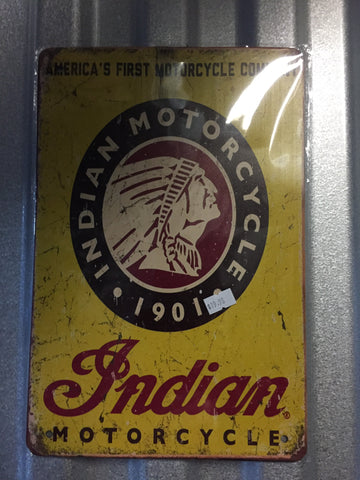 AMERICA'S FIRST MOTORCYCLE
INDIAN MOTORCYCLE
• 1901 •
Indian®
MOTORCYCLE